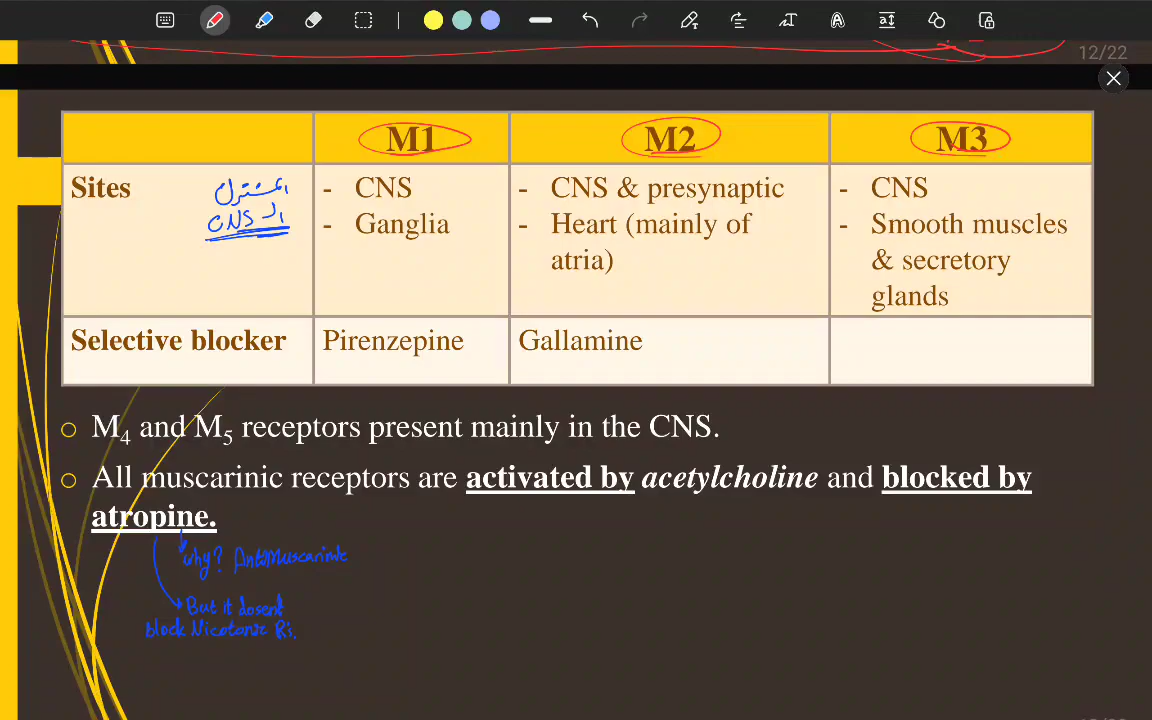 12/22
M1
M2
M3
Sites
المشترك
الـ CNS
- CNS
- Ganglia
- CNS & presynaptic
- Heart (mainly of
atria)
- CNS
- Smooth muscles
& secretory
glands
Selective blocker
Pirenzepine
Gallamine
M4 and M5 receptors present mainly in the CNS.
All muscarinic receptors are activated by acetylcholine and blocked by
atropine.
why? AntiMuscarinic
But it dosent
block Nicotonic R's.